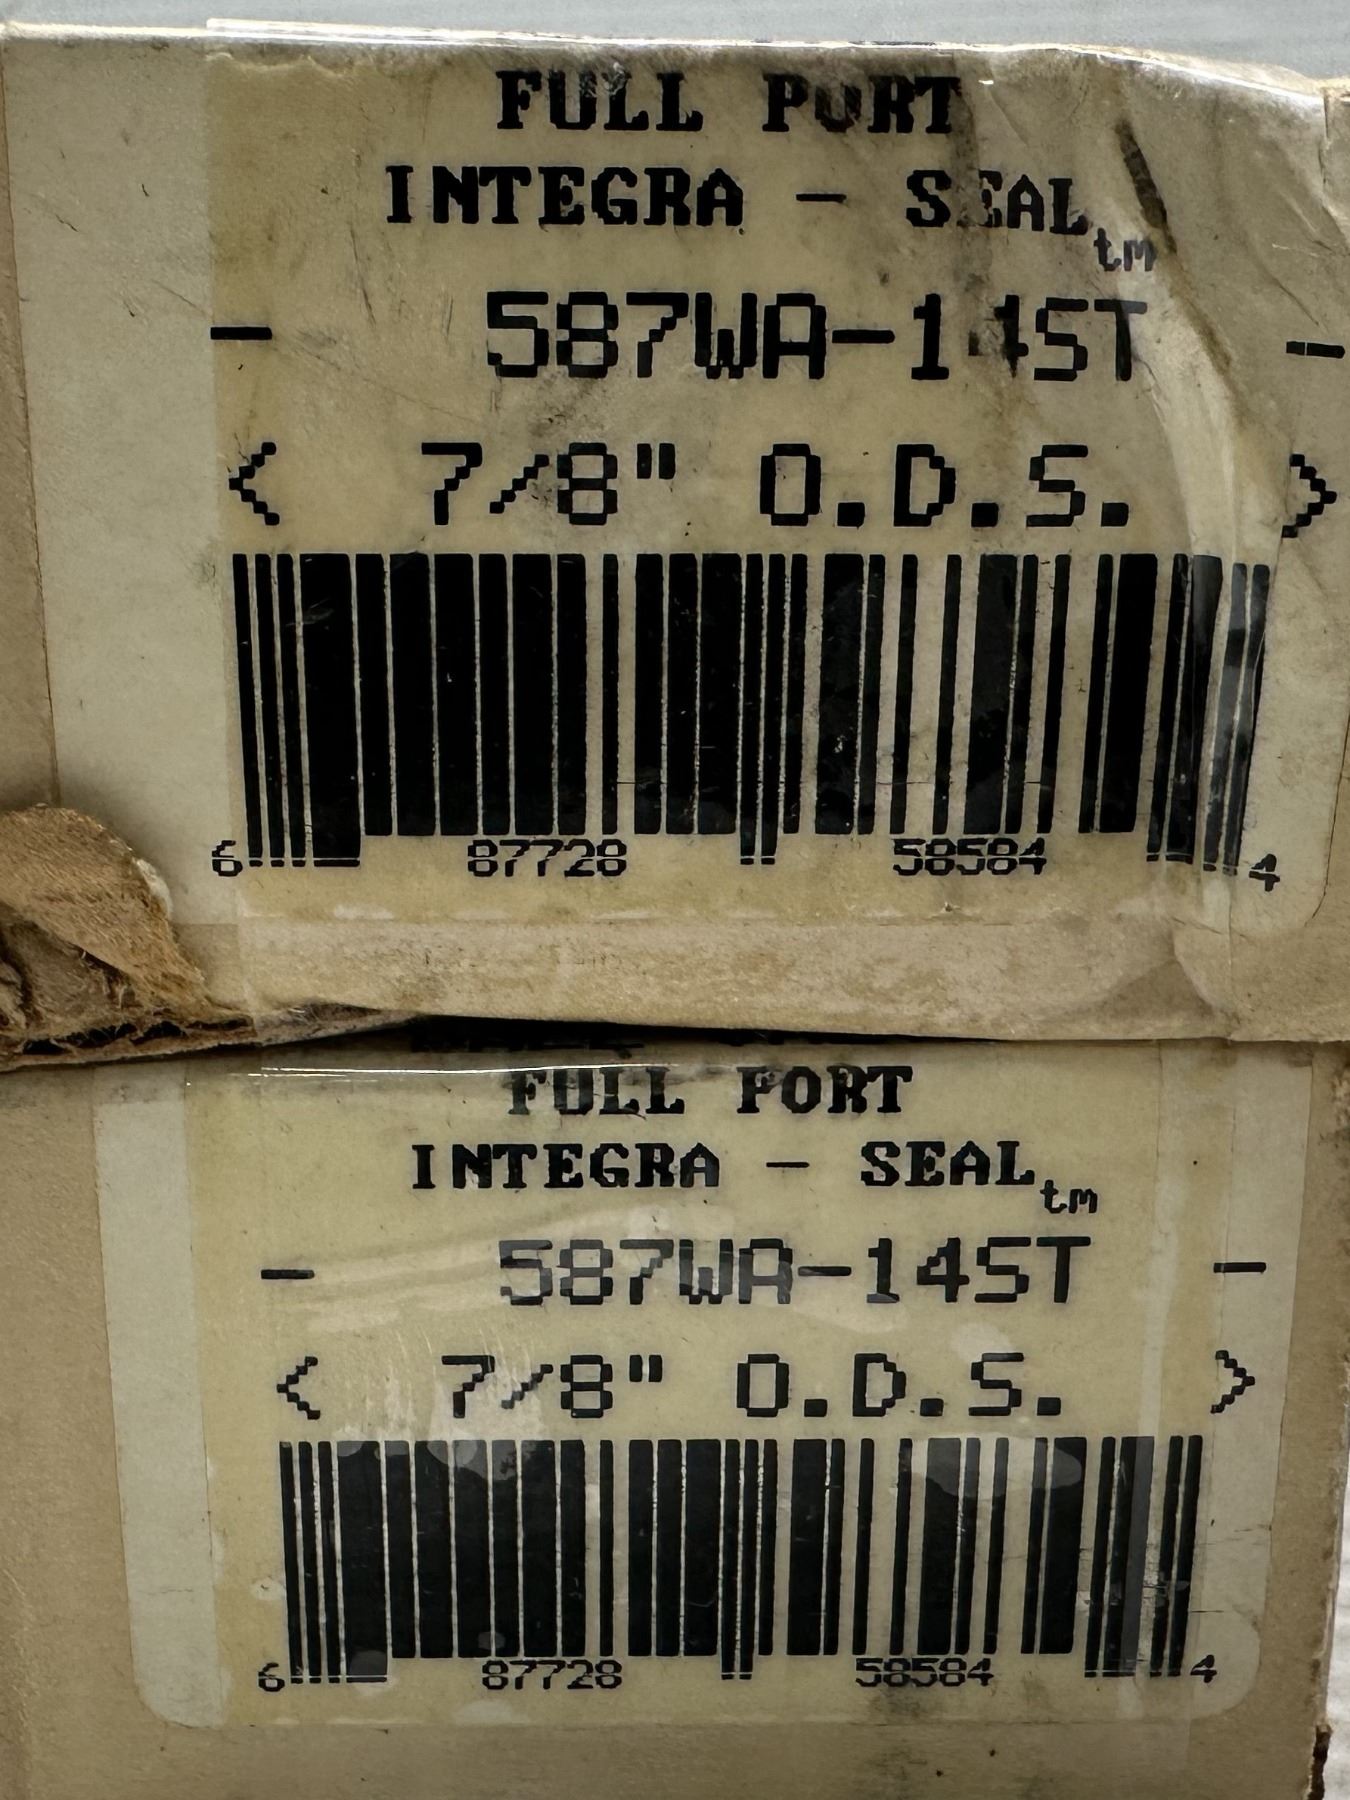 FULL PORT
INTEGRA - SEAL tm
- 587WA-14ST -
< 7/8" O.D.S. >
6 87728 58584 4
FULL PORT
INTEGRA - SEAL tm
- 587WA-14ST -
< 7/8" O.D.S. >
6 87728 58584 4